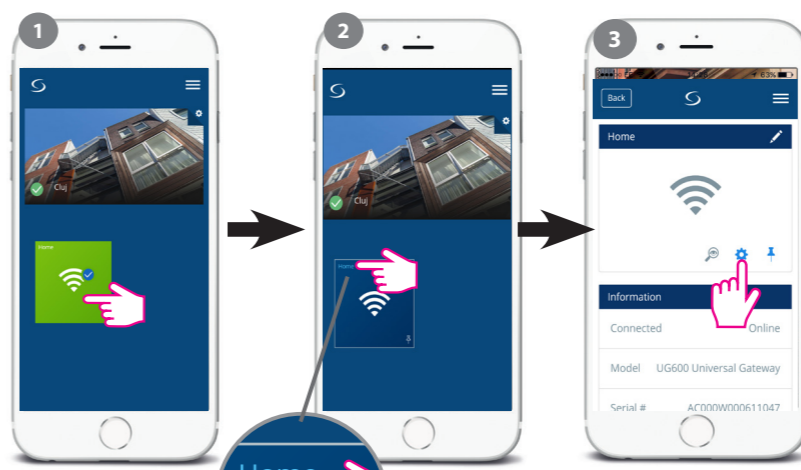 1
Cluj
Home
2
Cluj
Home
Home
3
63%
Back
Home
Information
Connected Online
Model UG600 Universal Gateway
Serial # AC000W000611047